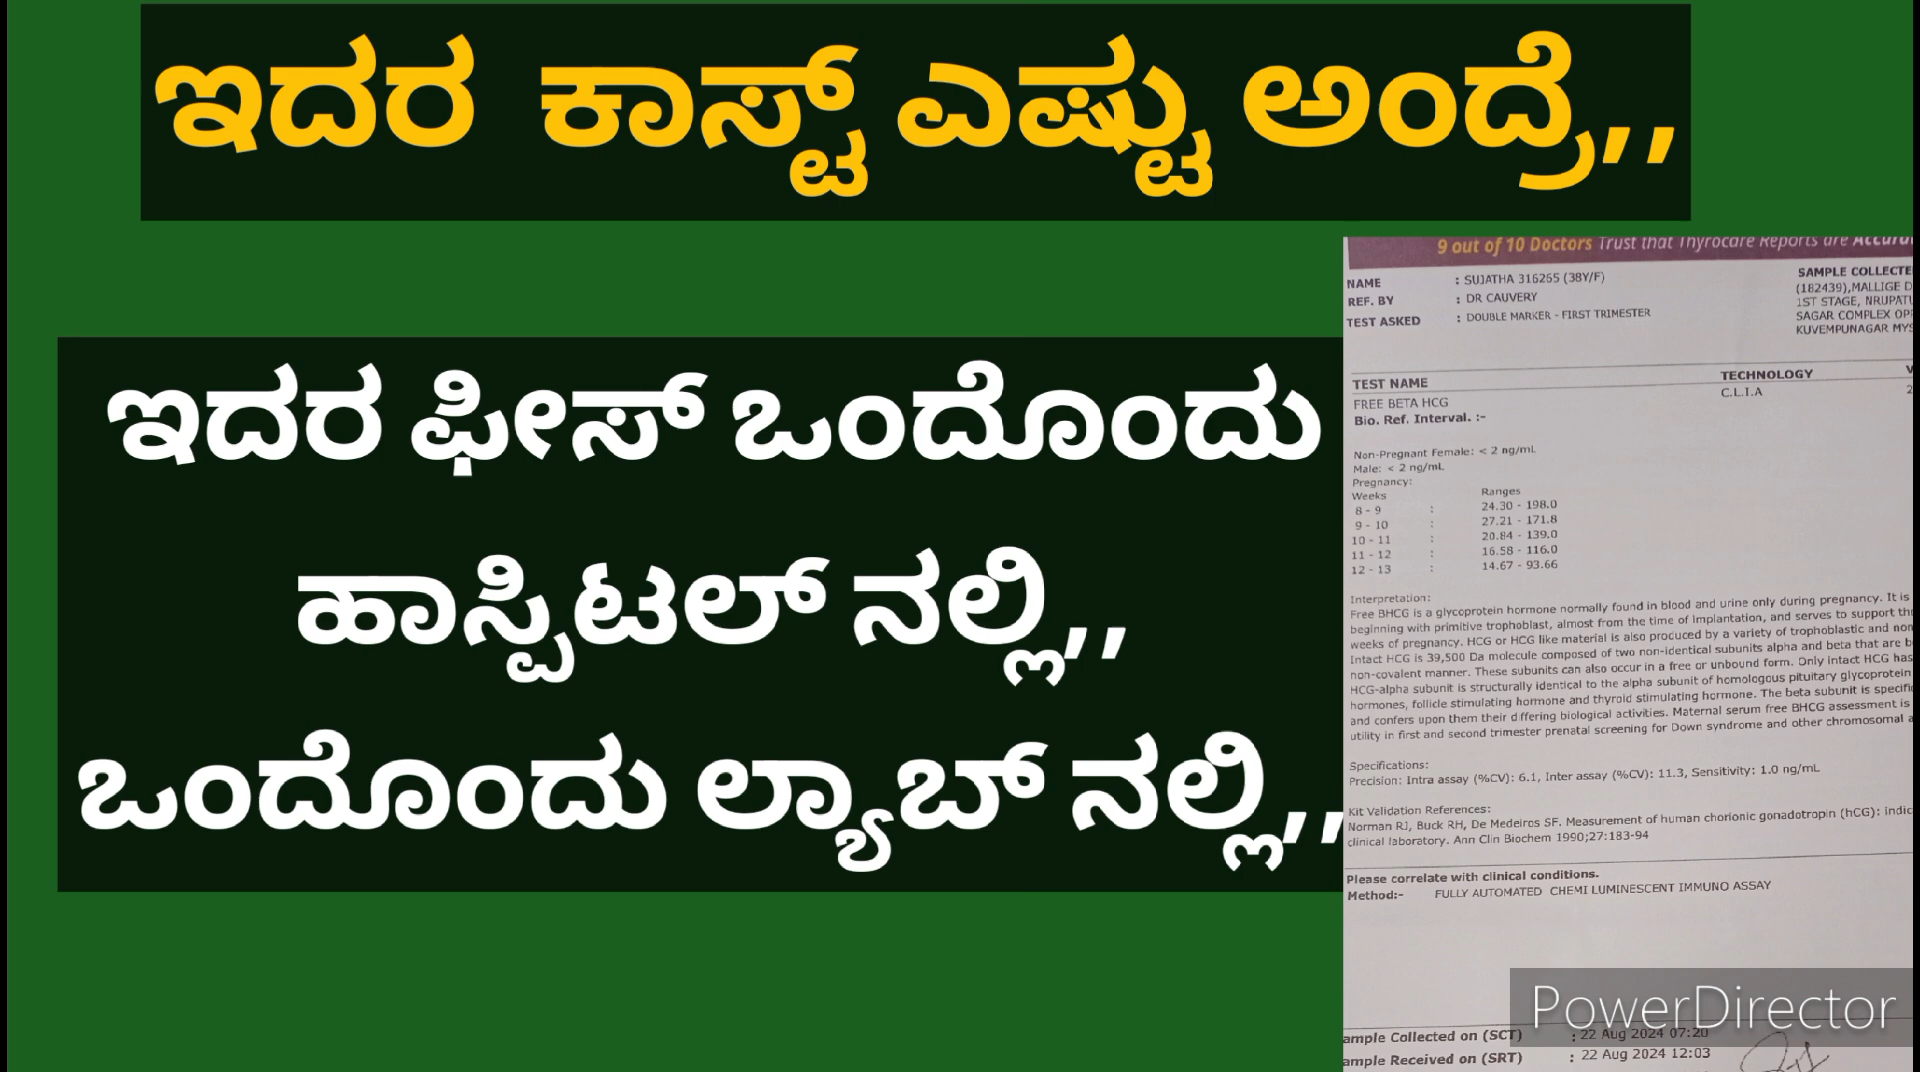 ಇದರ ಕಾಸ್ಟ್ ಎಷ್ಟು ಅಂದ್ರೆ,,
ಇದರ ಫೀಸ್ ಒಂದೊಂದು
ಹಾಸ್ಪಿಟಲ್ ನಲ್ಲಿ,,
ಒಂದೊಂದು ಲ್ಯಾಬ್ ನಲ್ಲಿ,,
9 out of 10 Doctors Trust that Thyrocare Reports are
NAME : SUJATHA 316265 (38Y/F)
REF. BY : DR CAUVERY
TEST ASKED : DOUBLE MARKER - FIRST TRIMESTER
SAMPLE COLLECTE
(182439),MALLIGE D
1ST STAGE, NRUPATU
SAGAR COMPLEX OP
KUVEMPUNAGAR MYS
TEST NAME TECHNOLOGY V
FREE BETA HCG C.L.I.A 2
Bio. Ref. Interval. :-
Non-Pregnant Female: < 2 ng/mL
Male: < 2 ng/mL
Pregnancy:
Weeks Ranges
8 - 9 : 24.30 - 198.0
9 - 10 : 27.21 - 171.8
10 - 11 : 20.84 - 139.0
11 - 12 : 16.58 - 116.0
12 - 13 : 14.67 - 93.66
Interpretation:
Free BHCG is a glycoprotein hormone normally found in blood and urine only during pregnancy. It is
beginning with primitive trophoblast, almost from the time of implantation, and serves to support the
weeks of pregnancy. HCG or HCG like material is also produced by a variety of trophoblastic and non
Intact HCG is 39,500 Da molecule composed of two non-identical subunits alpha and beta that are b
non-covalent manner. These subunits can also occur in a free or unbound form. Only intact HCG has
HCG-alpha subunit is structurally identical to the alpha subunit of homologous pituitary glycoprotein
hormones, follicle stimulating hormone and thyroid stimulating hormone. The beta subunit is specifi
and confers upon them their differing biological activities. Maternal serum free BHCG assessment is
utility in first and second trimester prenatal screening for Down syndrome and other chromosomal a
Specifications:
Precision: Intra assay (%CV): 6.1, Inter assay (%CV): 11.3, Sensitivity: 1.0 ng/mL
Kit Validation References:
Norman RJ, Buck RH, De Medeiros SF. Measurement of human chorionic gonadotropin (hCG): indic
clinical laboratory. Ann Clin Biochem 1990;27:183-94
Please correlate with clinical conditions.
Method:- FULLY AUTOMATED CHEMI LUMINESCENT IMMUNO ASSAY
PowerDirector
ample Collected on (SCT) : 22 Aug 2024 07:20
ample Received on (SRT) : 22 Aug 2024 12:03